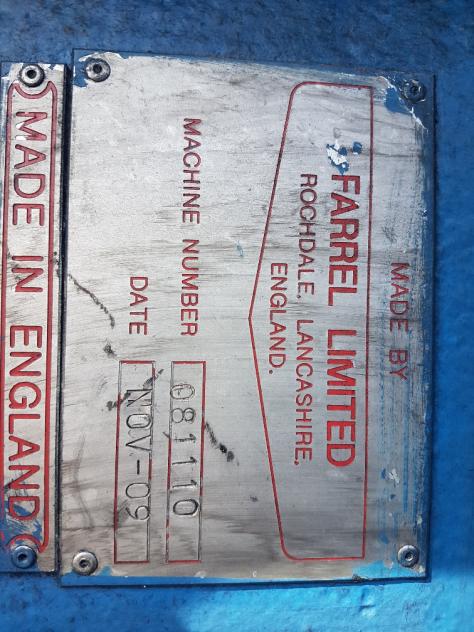 MADE BY
FARREL LIMITED
ROCHDALE, LANCASHIRE,
ENGLAND.
MACHINE NUMBER 081110
DATE NOV-09
MADE IN ENGLAND